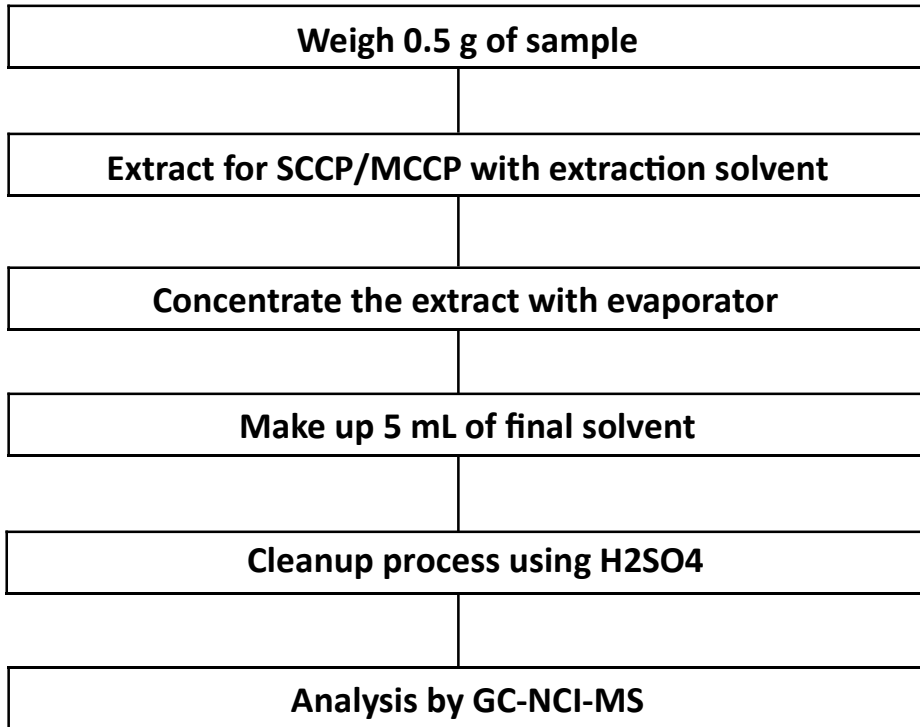 Weigh 0.5 g of sample
Extract for SCCP/MCCP with extraction solvent
Concentrate the extract with evaporator
Make up 5 mL of final solvent
Cleanup process using H2SO4
Analysis by GC-NCI-MS